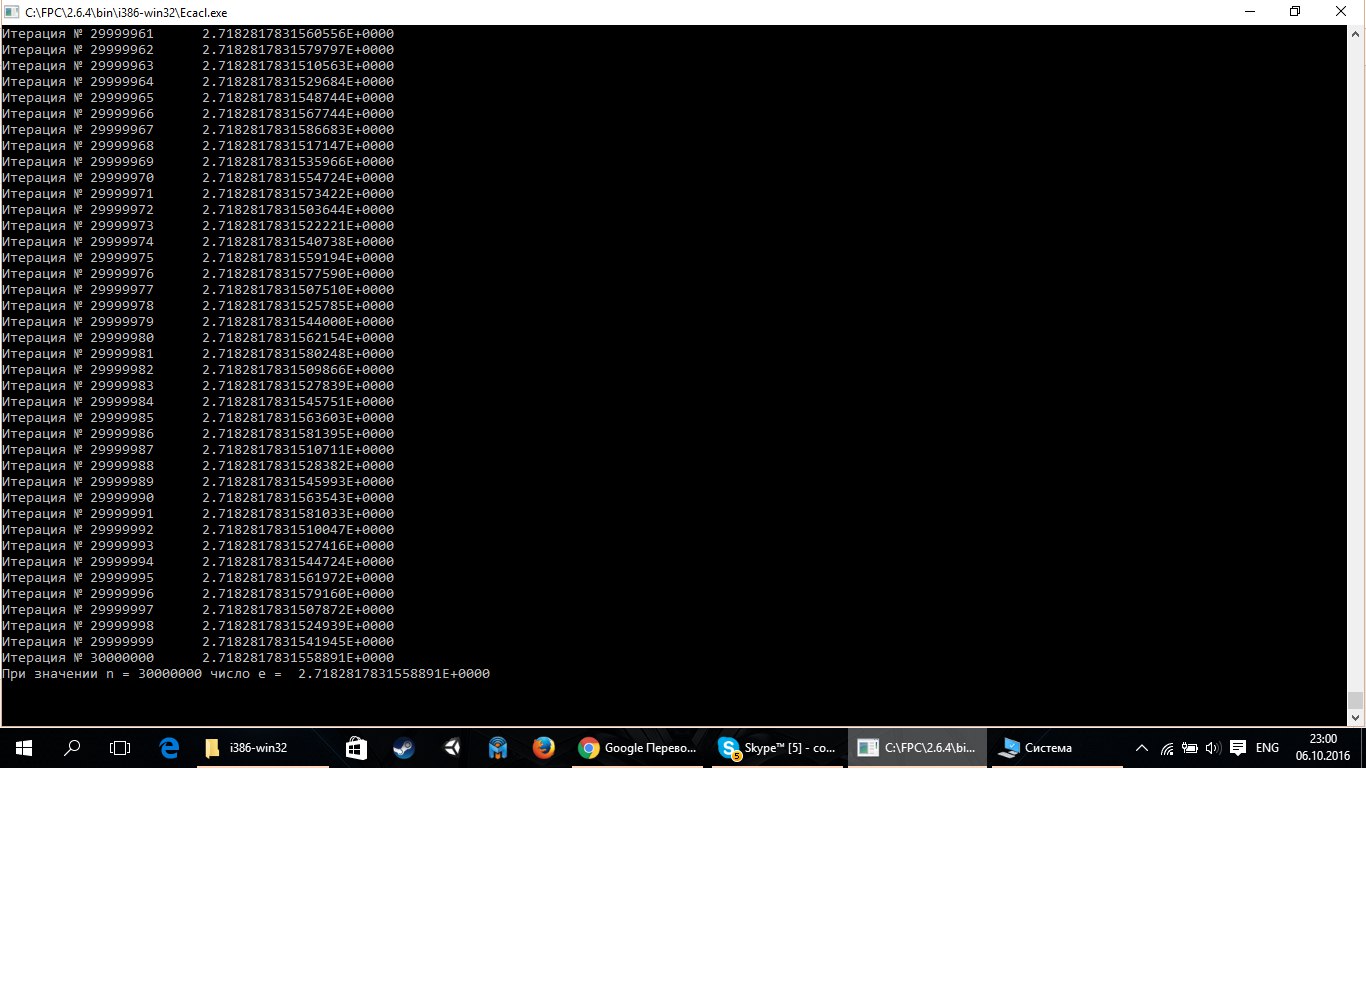 C:\FPC\2.6.4\bin\i386-win32\Ecacl.exe
Итерация № 29999961 2.7182817831560556E+0000
Итерация № 29999962 2.7182817831579797E+0000
Итерация № 29999963 2.7182817831510563E+0000
Итерация № 29999964 2.7182817831529684E+0000
Итерация № 29999965 2.7182817831548744E+0000
Итерация № 29999966 2.7182817831567744E+0000
Итерация № 29999967 2.7182817831586683E+0000
Итерация № 29999968 2.7182817831517147E+0000
Итерация № 29999969 2.7182817831535966E+0000
Итерация № 29999970 2.7182817831554724E+0000
Итерация № 29999971 2.7182817831573422E+0000
Итерация № 29999972 2.7182817831503644E+0000
Итерация № 29999973 2.7182817831522221E+0000
Итерация № 29999974 2.7182817831540738E+0000
Итерация № 29999975 2.7182817831559194E+0000
Итерация № 29999976 2.7182817831577590E+0000
Итерация № 29999977 2.7182817831507510E+0000
Итерация № 29999978 2.7182817831525785E+0000
Итерация № 29999979 2.7182817831544000E+0000
Итерация № 29999980 2.7182817831562154E+0000
Итерация № 29999981 2.7182817831580248E+0000
Итерация № 29999982 2.7182817831509866E+0000
Итерация № 29999983 2.7182817831527839E+0000
Итерация № 29999984 2.7182817831545751E+0000
Итерация № 29999985 2.7182817831563603E+0000
Итерация № 29999986 2.7182817831581395E+0000
Итерация № 29999987 2.7182817831510711E+0000
Итерация № 29999988 2.7182817831528382E+0000
Итерация № 29999989 2.7182817831545993E+0000
Итерация № 29999990 2.7182817831563543E+0000
Итерация № 29999991 2.7182817831581033E+0000
Итерация № 29999992 2.7182817831510047E+0000
Итерация № 29999993 2.7182817831527416E+0000
Итерация № 29999994 2.7182817831544724E+0000
Итерация № 29999995 2.7182817831561972E+0000
Итерация № 29999996 2.7182817831579160E+0000
Итерация № 29999997 2.7182817831507872E+0000
Итерация № 29999998 2.7182817831524939E+0000
Итерация № 29999999 2.7182817831541945E+0000
Итерация № 30000000 2.7182817831558891E+0000
При значении n = 30000000 число e = 2.7182817831558891E+0000
i386-win32 Google Перево... 5 Skype™ [5] - co... C:\FPC\2.6.4\bi... Система ENG 23:00
06.10.2016